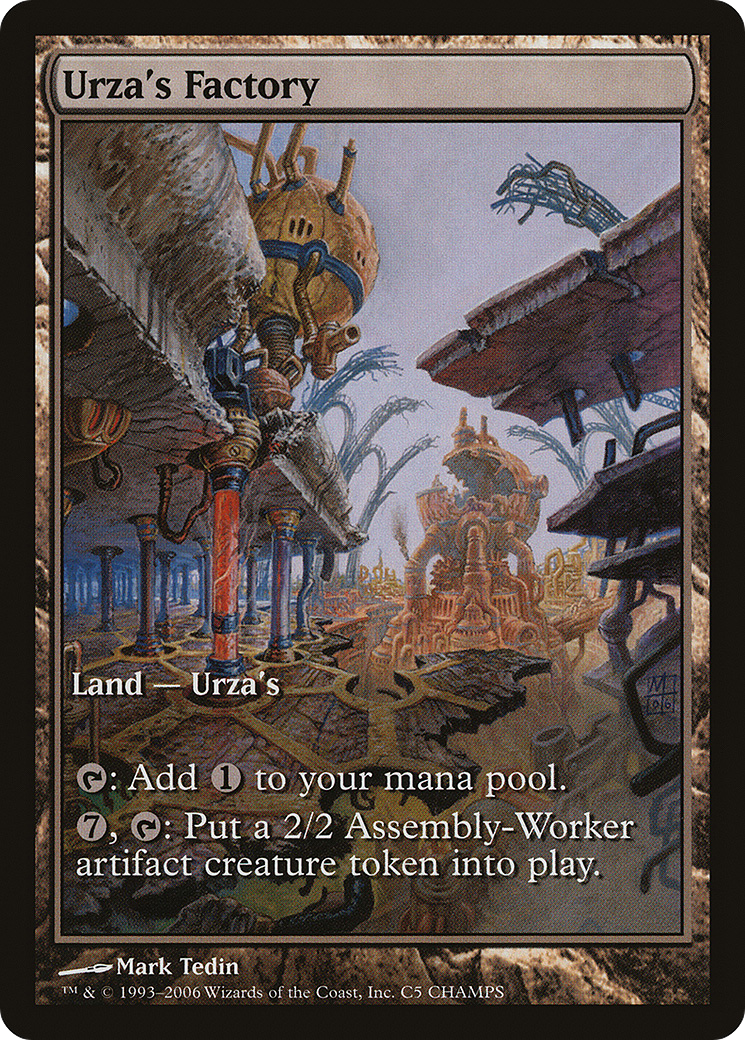 Urza's Factory
Land — Urza's
: Add 1 to your mana pool.
7, : Put a 2/2 Assembly-Worker
artifact creature token into play.
Mark Tedin
™ & © 1993–2006 Wizards of the Coast, Inc. C5 CHAMPS